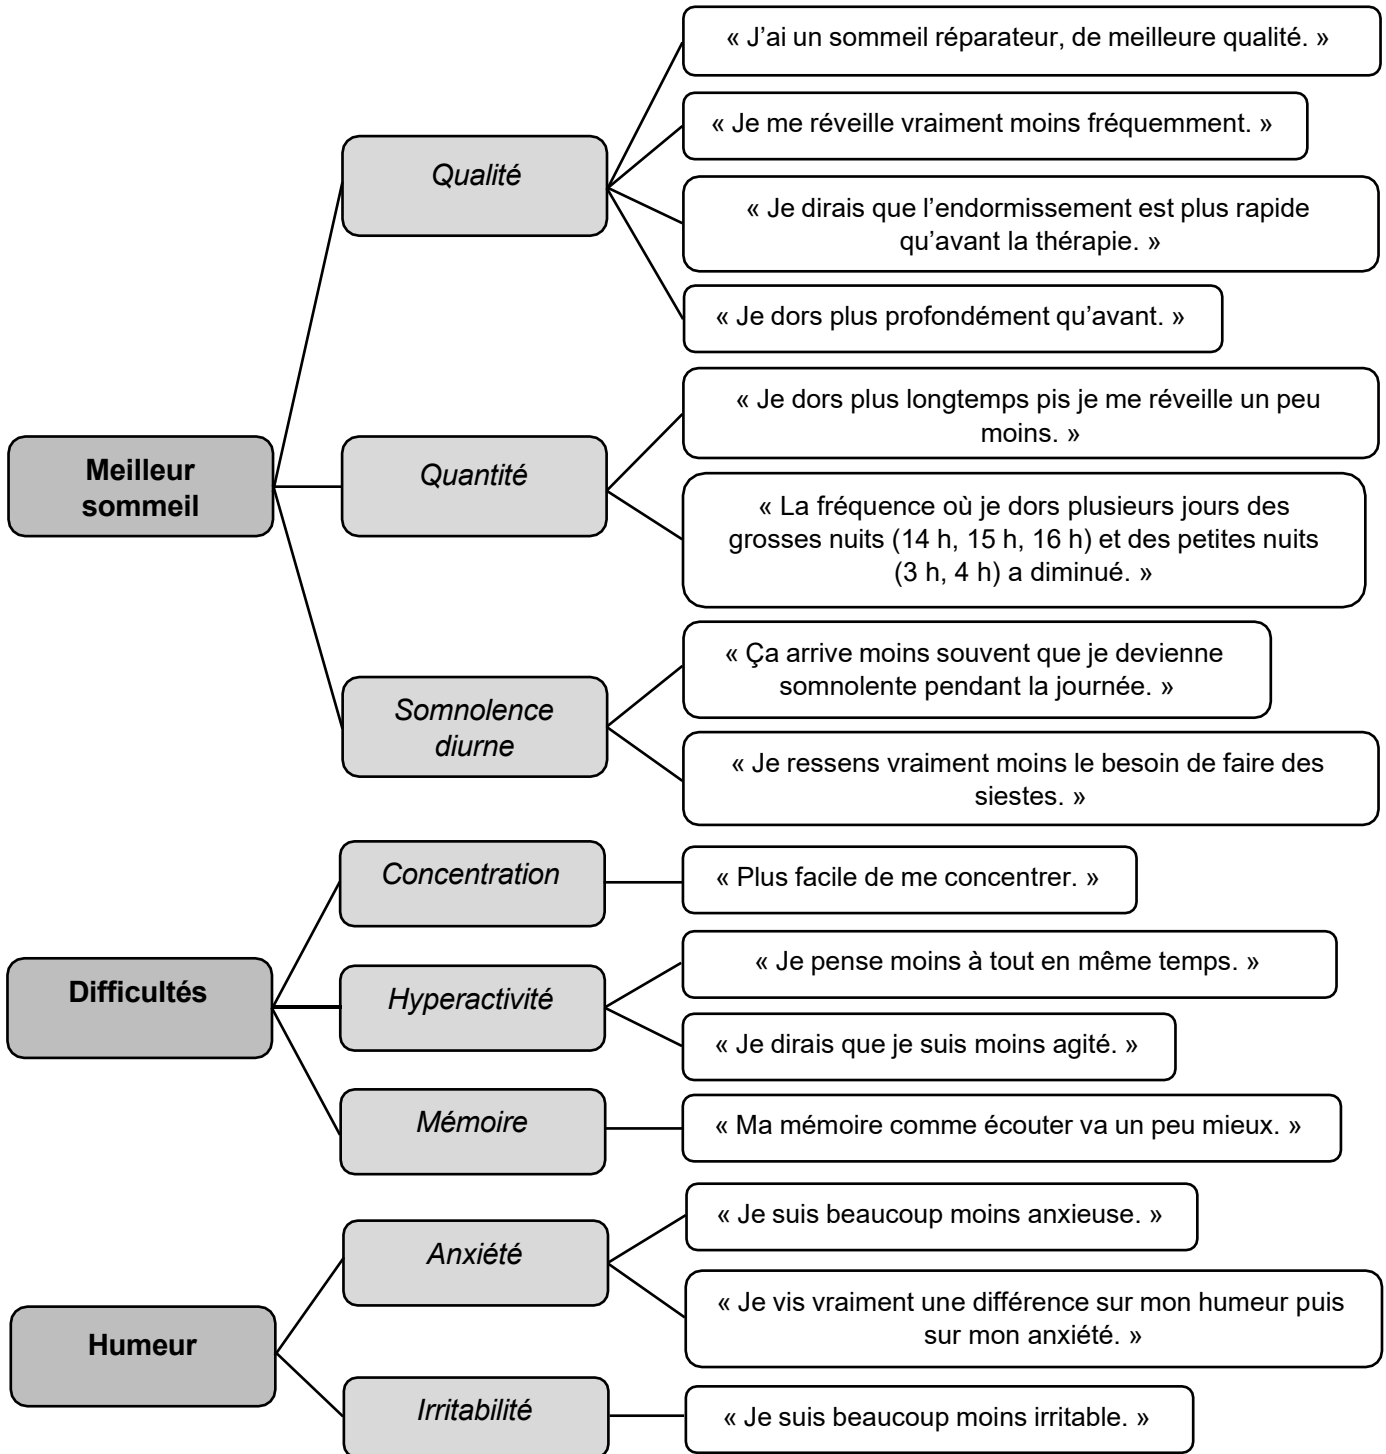 Meilleur
sommeil
Qualité
« J’ai un sommeil réparateur, de meilleure qualité. »
« Je me réveille vraiment moins fréquemment. »
« Je dirais que l’endormissement est plus rapide
qu’avant la thérapie. »
« Je dors plus profondément qu’avant. »
Quantité
« Je dors plus longtemps pis je me réveille un peu
moins. »
« La fréquence où je dors plusieurs jours des
grosses nuits (14 h, 15 h, 16 h) et des petites nuits
(3 h, 4 h) a diminué. »
Somnolence
diurne
« Ça arrive moins souvent que je devienne
somnolente pendant la journée. »
« Je ressens vraiment moins le besoin de faire des
siestes. »
Difficultés
Concentration
« Plus facile de me concentrer. »
Hyperactivité
« Je pense moins à tout en même temps. »
« Je dirais que je suis moins agité. »
Mémoire
« Ma mémoire comme écouter va un peu mieux. »
Humeur
Anxiété
« Je suis beaucoup moins anxieuse. »
« Je vis vraiment une différence sur mon humeur puis
sur mon anxiété. »
Irritabilité
« Je suis beaucoup moins irritable. »